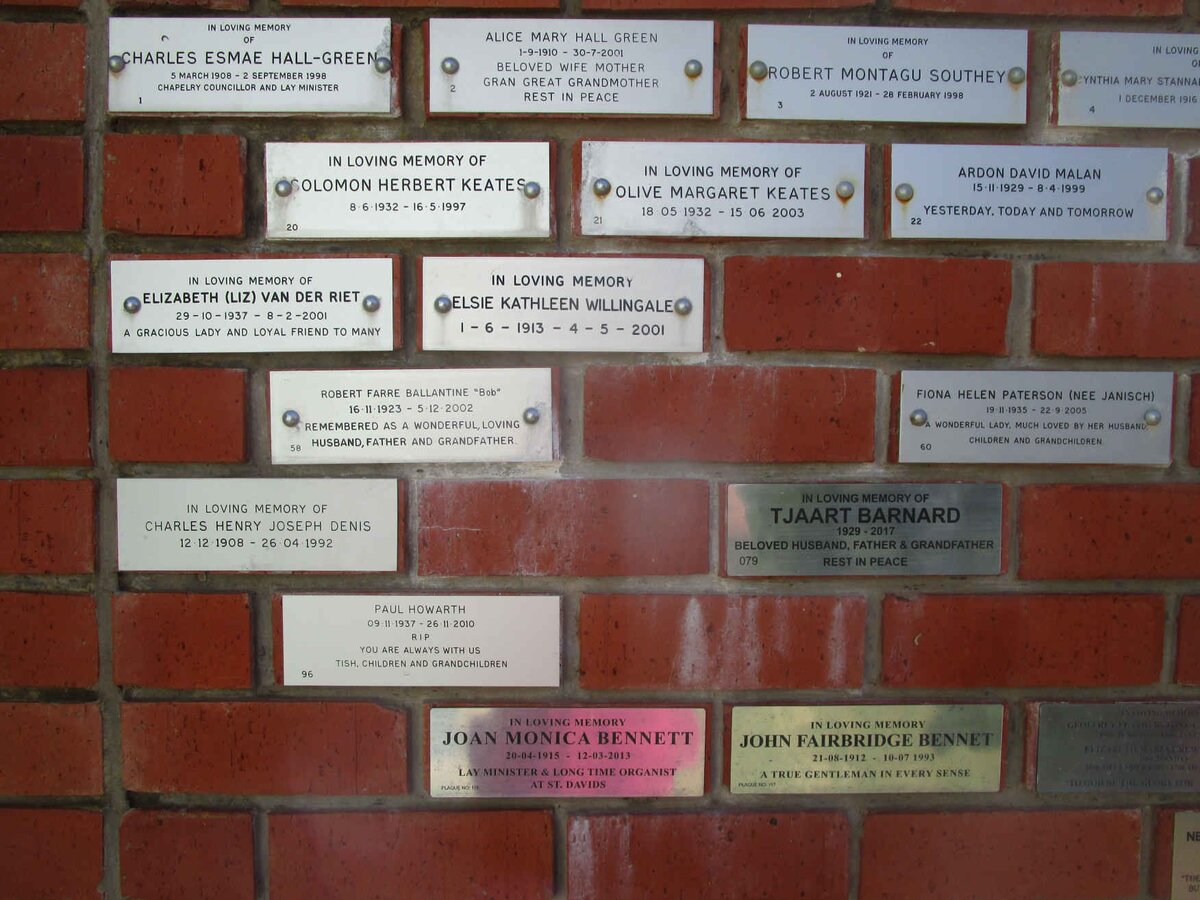 IN LOVING MEMORY
OF
CHARLES ESMAE HALL-GREEN
5 MARCH 1908 - 2 SEPTEMBER 1998
CHAPELRY COUNCILLOR AND LAY MINISTER
1
ALICE MARY HALL GREEN
1-9-1910 - 30-7-2001
BELOVED WIFE MOTHER
GRAN GREAT GRANDMOTHER
REST IN PEACE
2
IN LOVING MEMORY
OF
ROBERT MONTAGU SOUTHEY
2 AUGUST 1921 - 28 FEBRUARY 1998
3
IN LOVING
MARY
1 DECEMBER 1916
4
IN LOVING MEMORY OF
SOLOMON HERBERT KEATES
8-6-1932 - 16-5-1997
20
IN LOVING MEMORY OF
OLIVE MARGARET KEATES
18 05 1932 - 15 06 2003
21
ARDON DAVID MALAN
15·11·1929 - 8·4·1999
YESTERDAY, TODAY AND TOMORROW
22
IN LOVING MEMORY OF
ELIZABETH (LIZ) VAN DER RIET
29-10-1937 - 8-2-2001
A GRACIOUS LADY AND LOYAL FRIEND TO MANY
IN LOVING MEMORY
ELSIE KATHLEEN WILLINGALE
1 - 6 - 1913 - 4 - 5 - 2001
ROBERT FARRE BALLANTINE "Bob"
16·11·1923 - 5·12·2002
REMEMBERED AS A WONDERFUL, LOVING
HUSBAND, FATHER AND GRANDFATHER.
58
FIONA HELEN PATERSON (NEE JANISCH)
19·11·1935 - 22·9·2005
A WONDERFUL LADY, MUCH LOVED BY HER HUSBAND,
CHILDREN AND GRANDCHILDREN
60
IN LOVING MEMORY OF
CHARLES HENRY JOSEPH DENIS
12·12·1908 - 26·04·1992
IN LOVING MEMORY OF
TJAART BARNARD
1929 - 2017
BELOVED HUSBAND, FATHER & GRANDFATHER
079 REST IN PEACE
PAUL HOWARTH
09·11·1937 - 26·11·2010
R I P
YOU ARE ALWAYS WITH US
TISH, CHILDREN AND GRANDCHILDREN
96
IN LOVING MEMORY
JOAN MONICA BENNETT
20-04-1915 - 12-03-2013
LAY MINISTER & LONG TIME ORGANIST
AT ST. DAVIDS
PLAQUE NO:
IN LOVING MEMORY
JOHN FAIRBRIDGE BENNET
21-08-1912 - 10-07 1993
A TRUE GENTLEMAN IN EVERY SENSE
PLAQUE NO:
IN LOVING